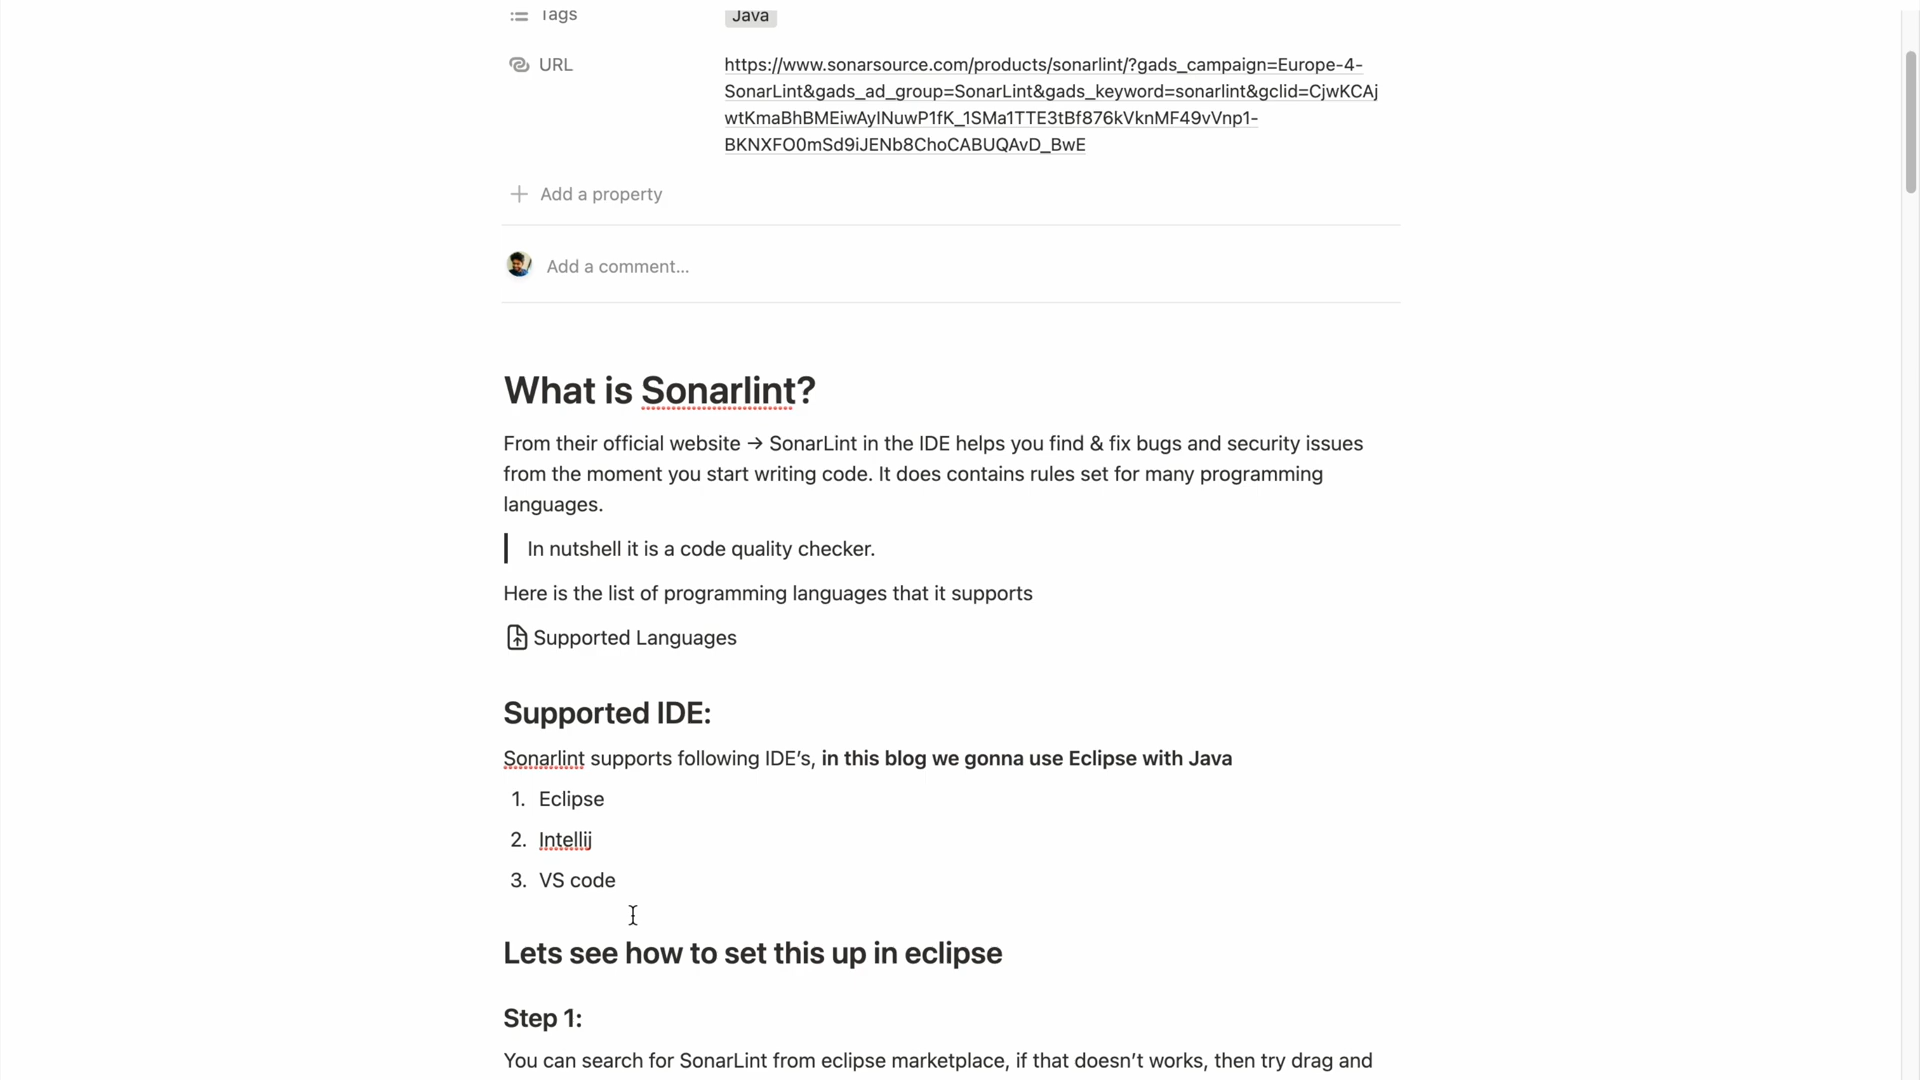 Tags
Java
URL
https://www.sonarsource.com/products/sonarlint/?gads_campaign=Europe-4-
SonarLint&gads_ad_group=SonarLint&gads_keyword=sonarlint&gclid=CjwKCAj
wtKmaBhBMEiwAyINuwP1fK_1SMa1TTE3tBf876kVknMF49vVnp1-
BKNXFO0mSd9iJENb8ChoCABUQAvD_BwE
Add a property
Add a comment...
What is Sonarlint?
From their official website → SonarLint in the IDE helps you find & fix bugs and security issues
from the moment you start writing code. It does contains rules set for many programming
languages.
In nutshell it is a code quality checker.
Here is the list of programming languages that it supports
Supported Languages
Supported IDE:
Sonarlint supports following IDE’s, in this blog we gonna use Eclipse with Java
1. Eclipse
2. Intellij
3. VS code
Lets see how to set this up in eclipse
Step 1:
You can search for SonarLint from eclipse marketplace, if that doesn’t works, then try drag and